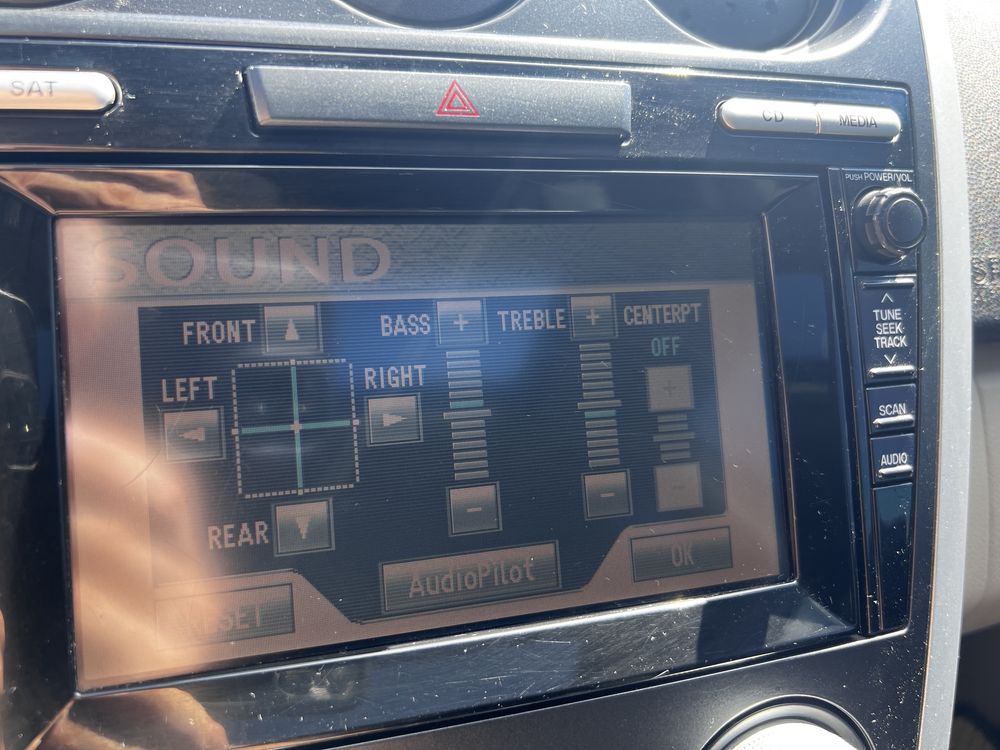 SAT
CD
MEDIA
PUSH POWER/VOL
SOUND
FRONT
BASS
+
TREBLE
+
CENTERPT
OFF
LEFT
RIGHT
+
TUNE
SEEK
TRACK
SCAN
AUDIO
-
-
-
REAR
AudioPilot
OK
RESET